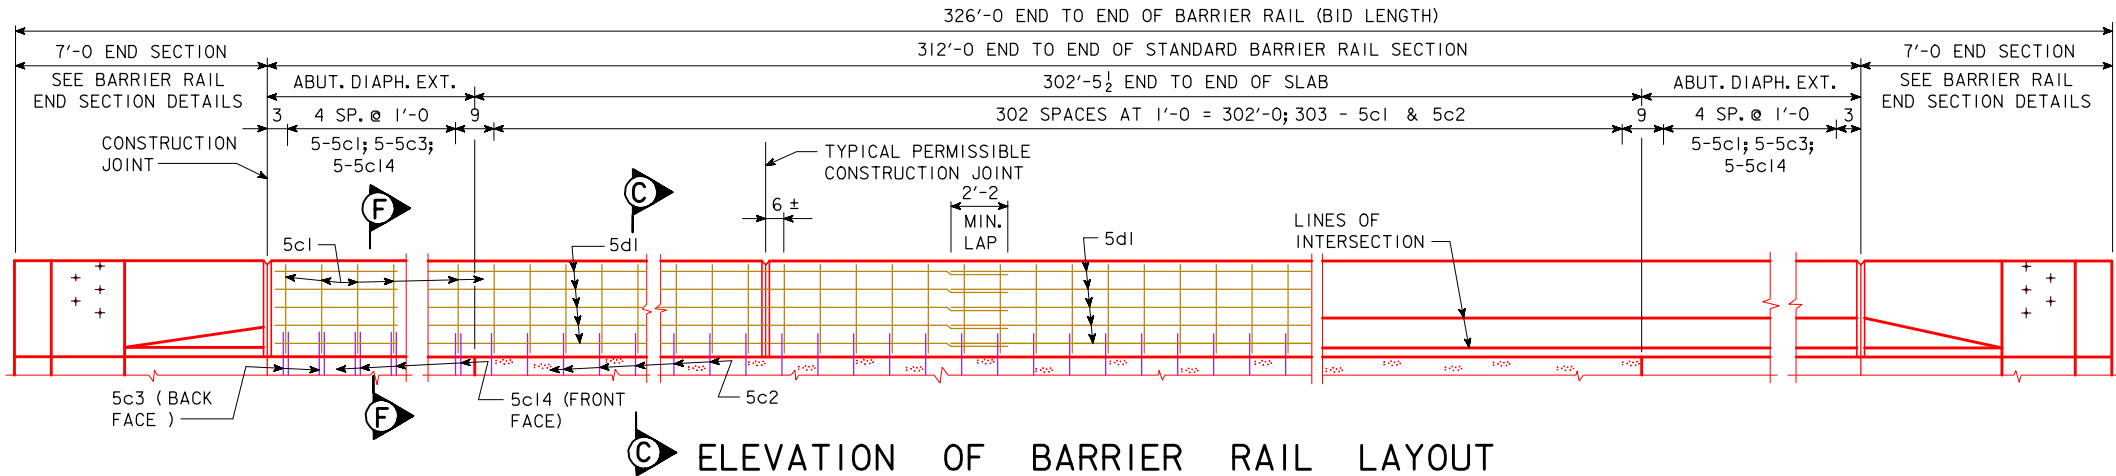 326'-0 END TO END OF BARRIER RAIL (BID LENGTH)
7'-0 END SECTION
312'-0 END TO END OF STANDARD BARRIER RAIL SECTION
7'-0 END SECTION
SEE BARRIER RAIL
END SECTION DETAILS
ABUT. DIAPH. EXT.
302'-5½ END TO END OF SLAB
ABUT. DIAPH. EXT.
SEE BARRIER RAIL
END SECTION DETAILS
3
4 SP. @ 1'-0
9
302 SPACES AT 1'-0 = 302'-0; 303 - 5c1 & 5c2
9
4 SP. @ 1'-0
3
5-5c1; 5-5c3;
5-5c14
5-5c1; 5-5c3;
5-5c14
CONSTRUCTION
JOINT
TYPICAL PERMISSIBLE
CONSTRUCTION JOINT
F
C
6 ±
2'-2
MIN.
LAP
LINES OF
INTERSECTION
5c1
5d1
5d1
5c3 ( BACK
FACE )
F
5c14 (FRONT
FACE)
5c2
C
ELEVATION OF BARRIER RAIL LAYOUT